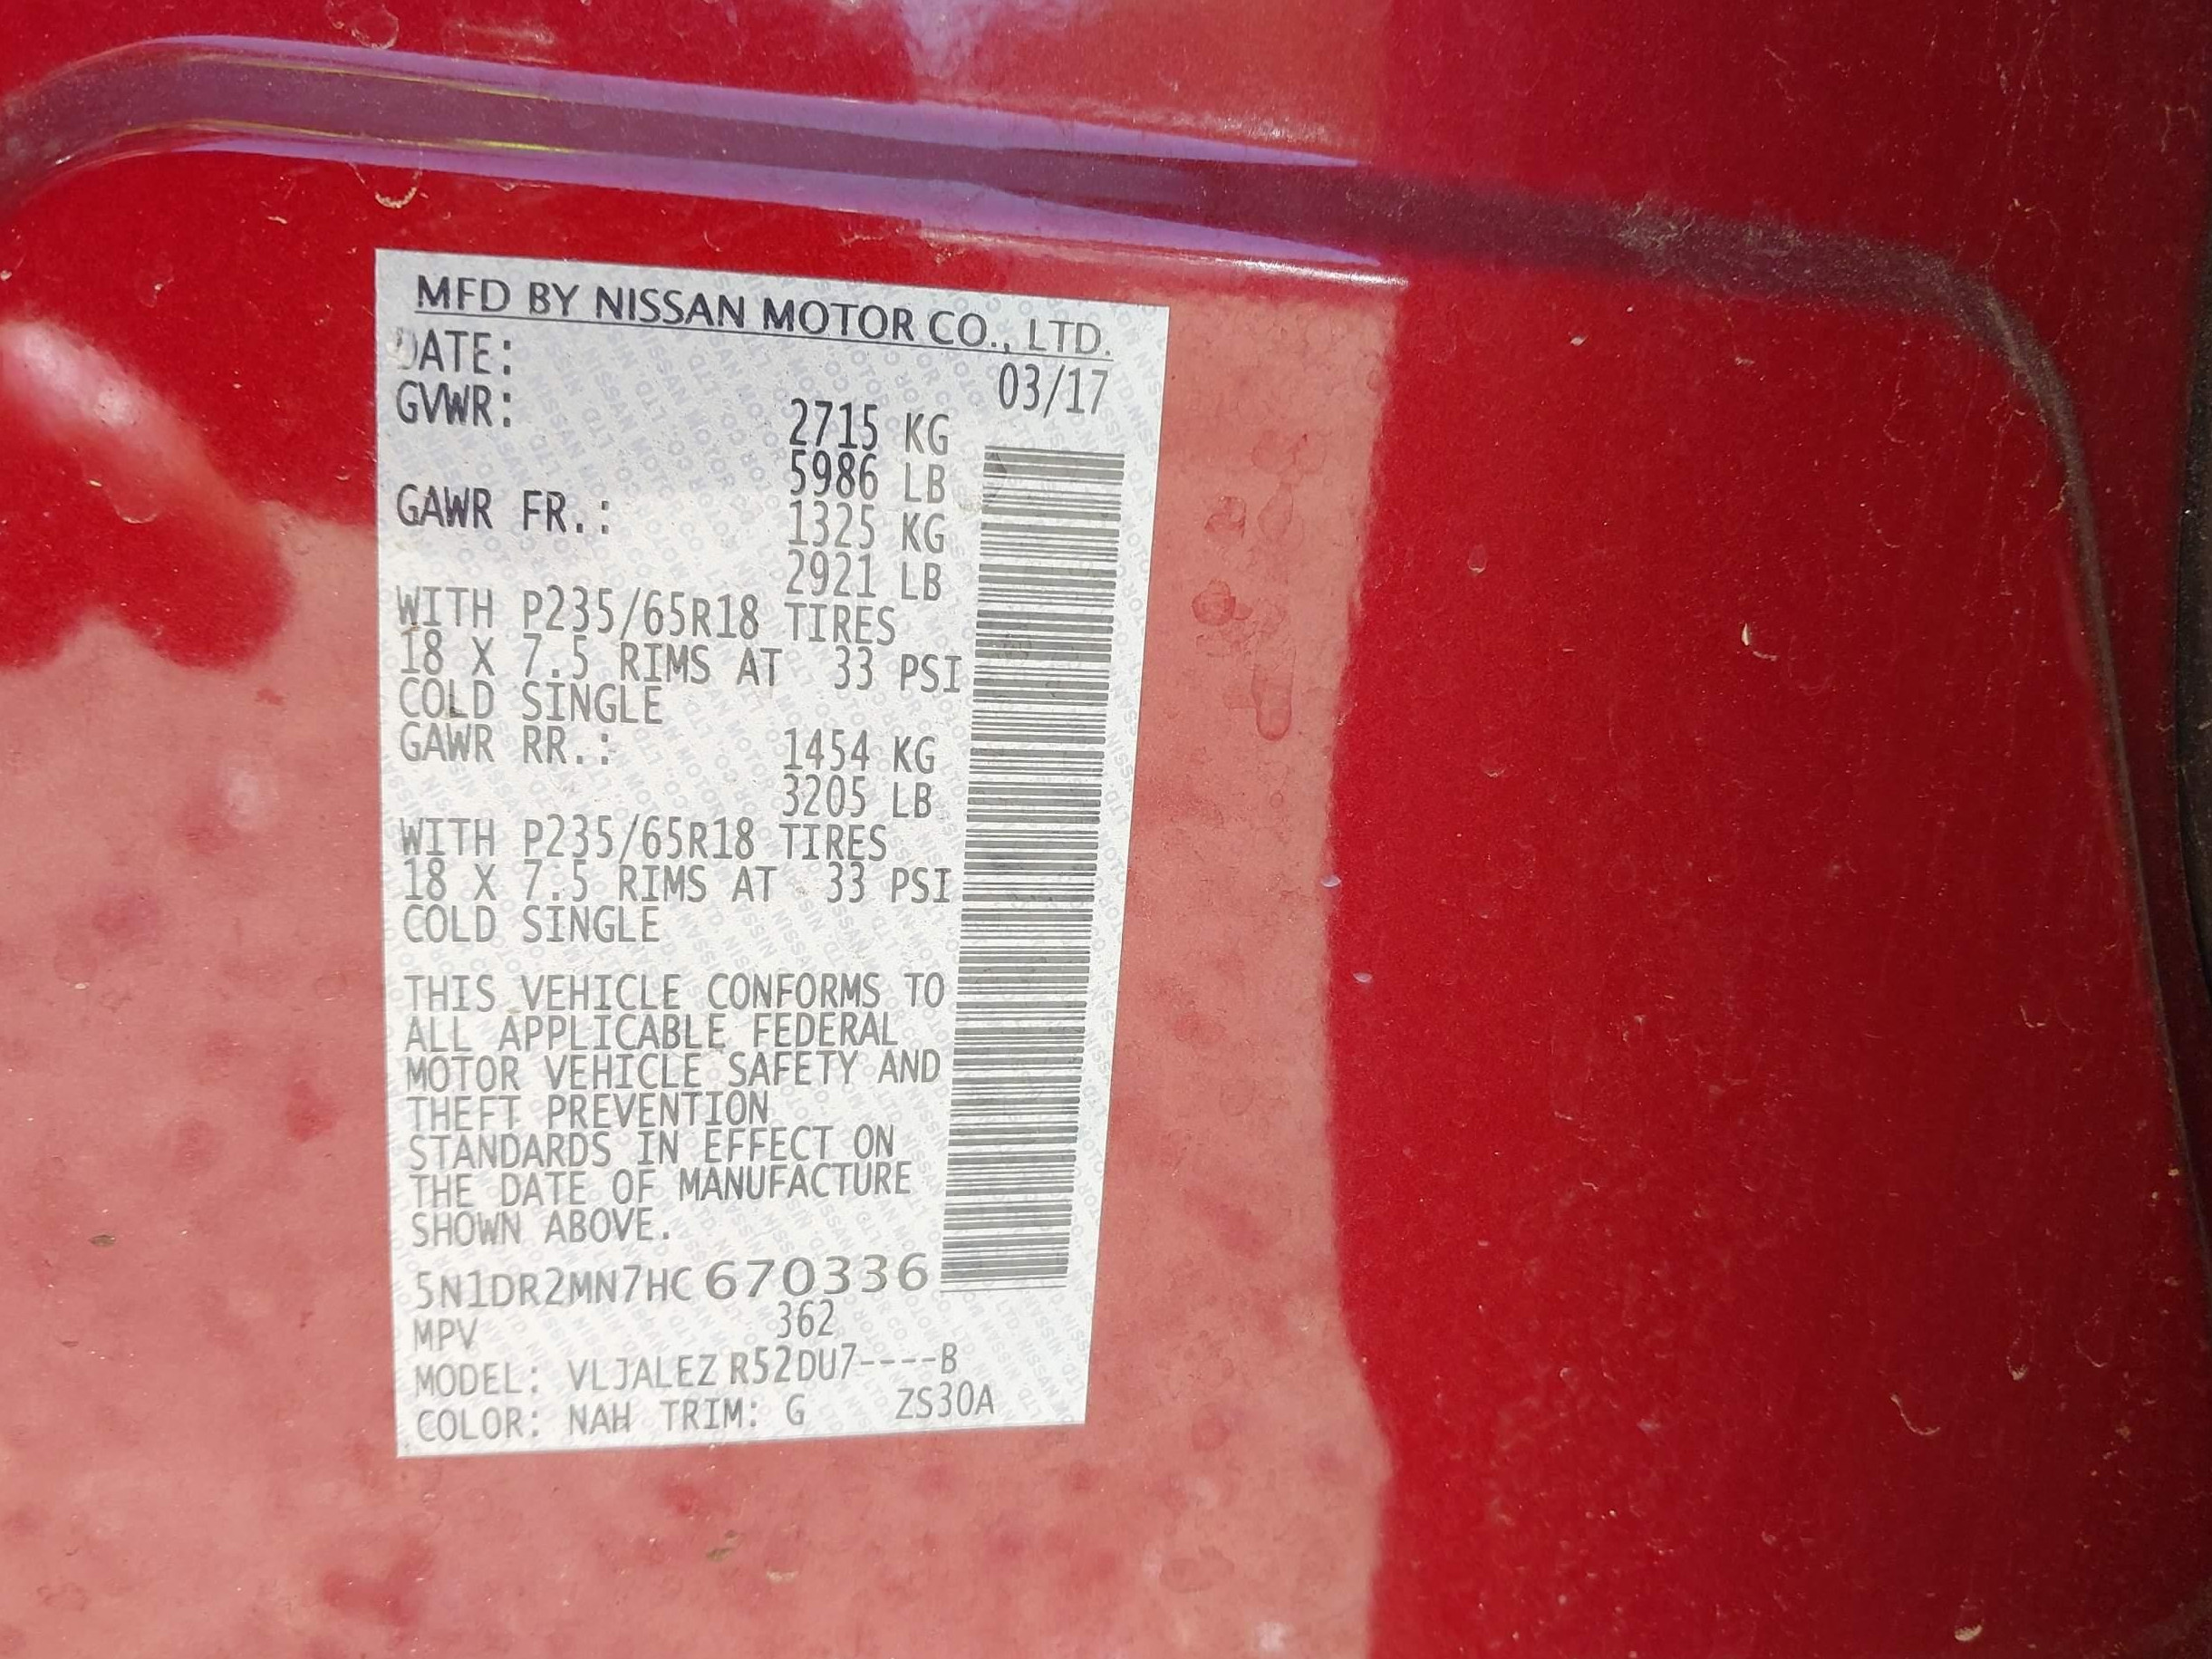 MFD BY NISSAN MOTOR CO., LTD.
DATE: 03/17
GVWR: 2715 KG
5986 LB
GAWR FR.: 1325 KG
2921 LB
WITH P235/65R18 TIRES
18 X 7.5 RIMS AT 33 PSI
COLD SINGLE
GAWR RR.: 1454 KG
3205 LB
WITH P235/65R18 TIRES
18 X 7.5 RIMS AT 33 PSI
COLD SINGLE
THIS VEHICLE CONFORMS TO
ALL APPLICABLE FEDERAL
MOTOR VEHICLE SAFETY AND
THEFT PREVENTION
STANDARDS IN EFFECT ON
THE DATE OF MANUFACTURE
SHOWN ABOVE.
5N1DR2MN7HC670336
MPV 362
MODEL: VLJALEZ R52DU7----B
COLOR: NAH TRIM: G ZS30A